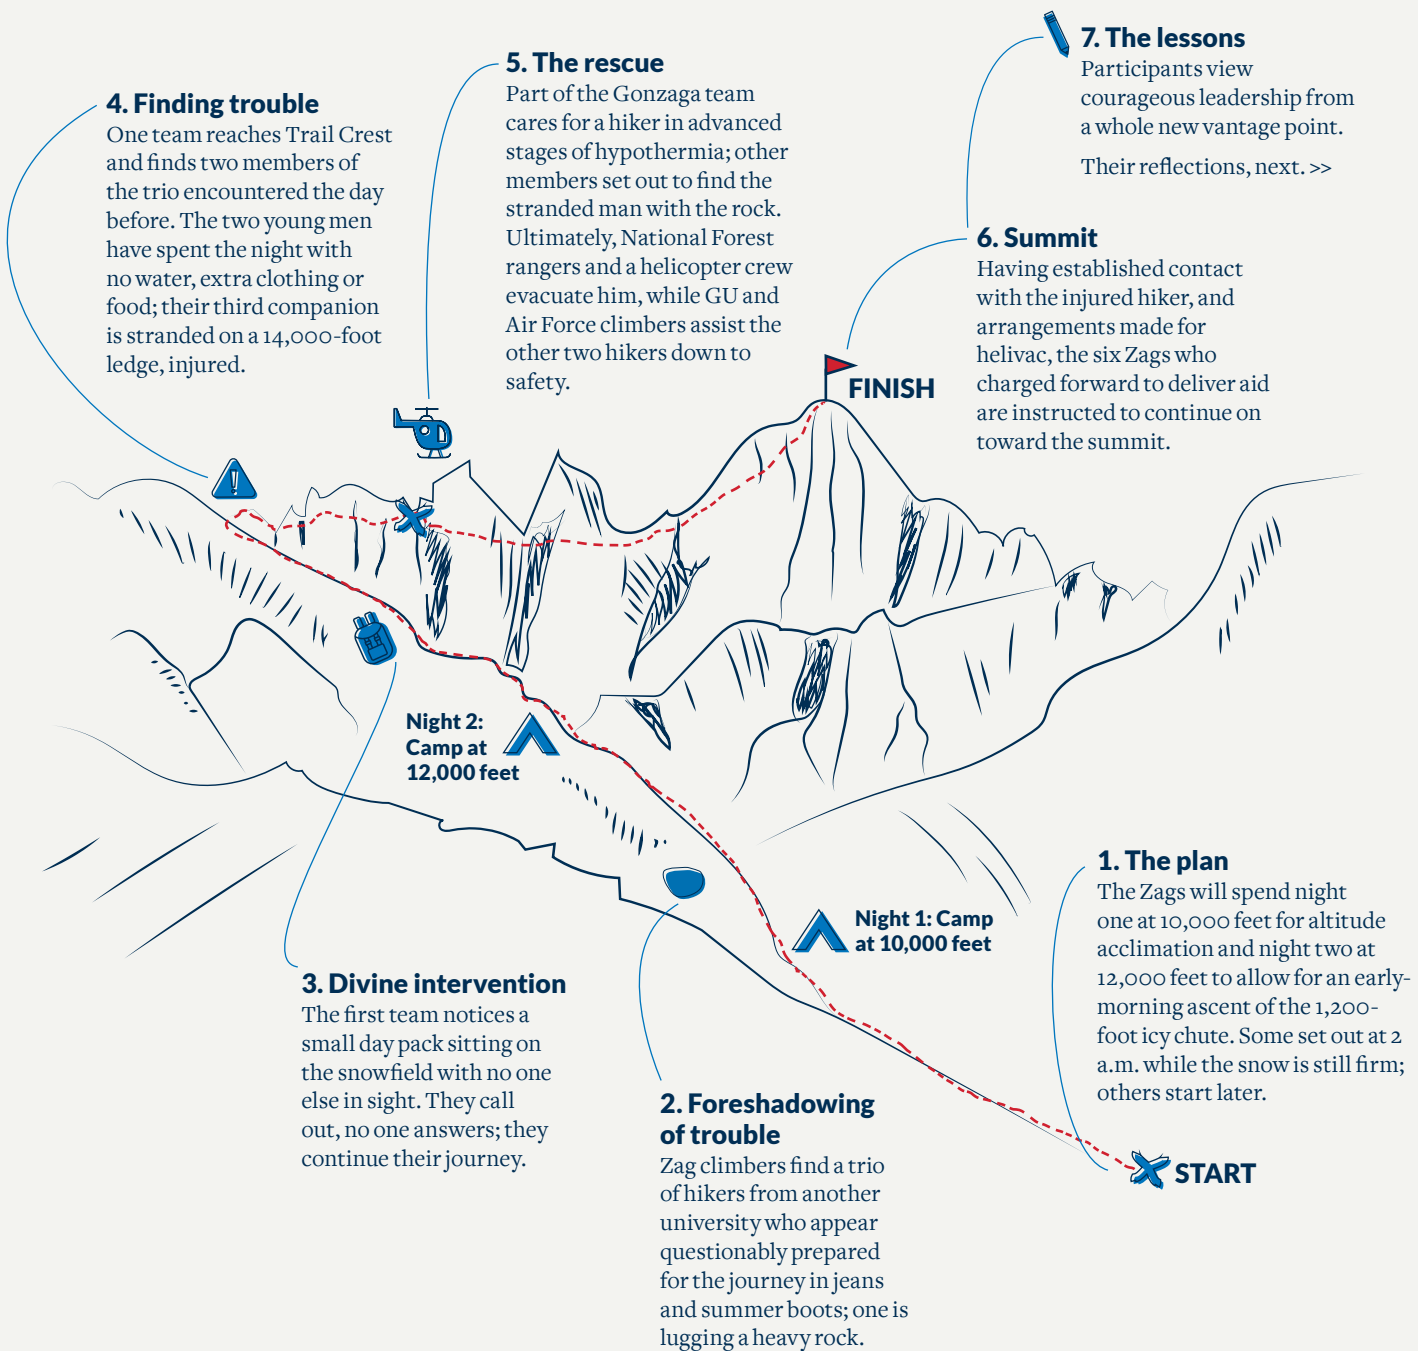 7. The lessons
Participants view
courageous leadership from
a whole new vantage point.
Their reflections, next. >>
5. The rescue
Part of the Gonzaga team
cares for a hiker in advanced
stages of hypothermia; other
members set out to find the
stranded man with the rock.
Ultimately, National Forest
rangers and a helicopter crew
evacuate him, while GU and
Air Force climbers assist the
other two hikers down to
safety.
4. Finding trouble
One team reaches Trail Crest
and finds two members of
the trio encountered the day
before. The two young men
have spent the night with
no water, extra clothing or
food; their third companion
is stranded on a 14,000-foot
ledge, injured.
6. Summit
Having established contact
with the injured hiker, and
arrangements made for
helivac, the six Zags who
charged forward to deliver aid
are instructed to continue on
toward the summit.
FINISH
Night 2:
Camp at
12,000 feet
Night 1: Camp
at 10,000 feet
1. The plan
The Zags will spend night
one at 10,000 feet for altitude
acclimation and night two at
12,000 feet to allow for an early-
morning ascent of the 1,200-
foot icy chute. Some set out at 2
a.m. while the snow is still firm;
others start later.
3. Divine intervention
The first team notices a
small day pack sitting on
the snowfield with no one
else in sight. They call
out, no one answers; they
continue their journey.
2. Foreshadowing
of trouble
Zag climbers find a trio
of hikers from another
university who appear
questionably prepared
for the journey in jeans
and summer boots; one is
lugging a heavy rock.
START